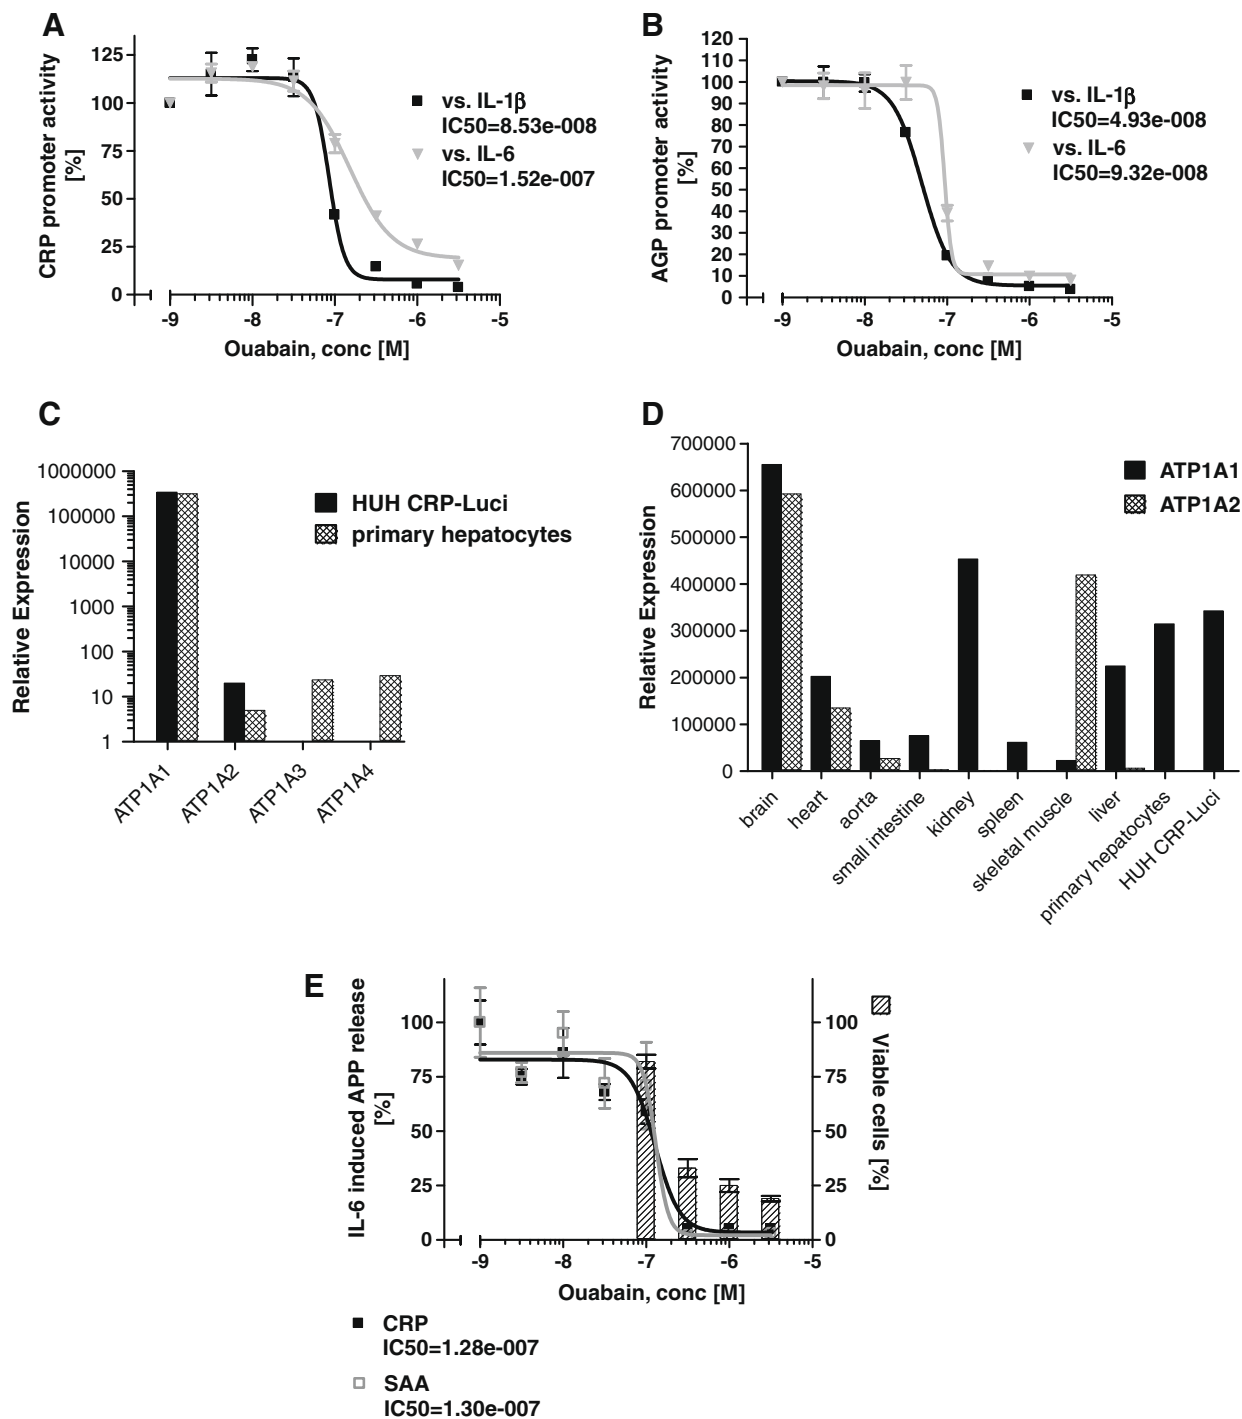 A
CRP promoter activity
[%]
125
100
75
50
25
0
-9
-8
-7
-6
-5
Ouabain, conc [M]
vs. IL-1β
IC50=8.53e-008
vs. IL-6
IC50=1.52e-007
B
AGP promoter activity
[%]
120
110
100
90
80
70
60
50
40
30
20
10
0
-9
-8
-7
-6
-5
Ouabain, conc [M]
vs. IL-1β
IC50=4.93e-008
vs. IL-6
IC50=9.32e-008
C
Relative Expression
1000000
100000
10000
1000
100
10
1
ATP1A1
ATP1A2
ATP1A3
ATP1A4
HUH CRP-Luci
primary hepatocytes
D
Relative Expression
700000
600000
500000
400000
300000
200000
100000
0
brain
heart
aorta
small intestine
kidney
spleen
skeletal muscle
liver
primary hepatocytes
HUH CRP-Luci
ATP1A1
ATP1A2
E
IL-6 induced APP release
[%]
100
75
50
25
0
-9
-8
-7
-6
-5
Ouabain, conc [M]
100
75
50
25
0
Viable cells [%]
CRP
IC50=1.28e-007
SAA
IC50=1.30e-007